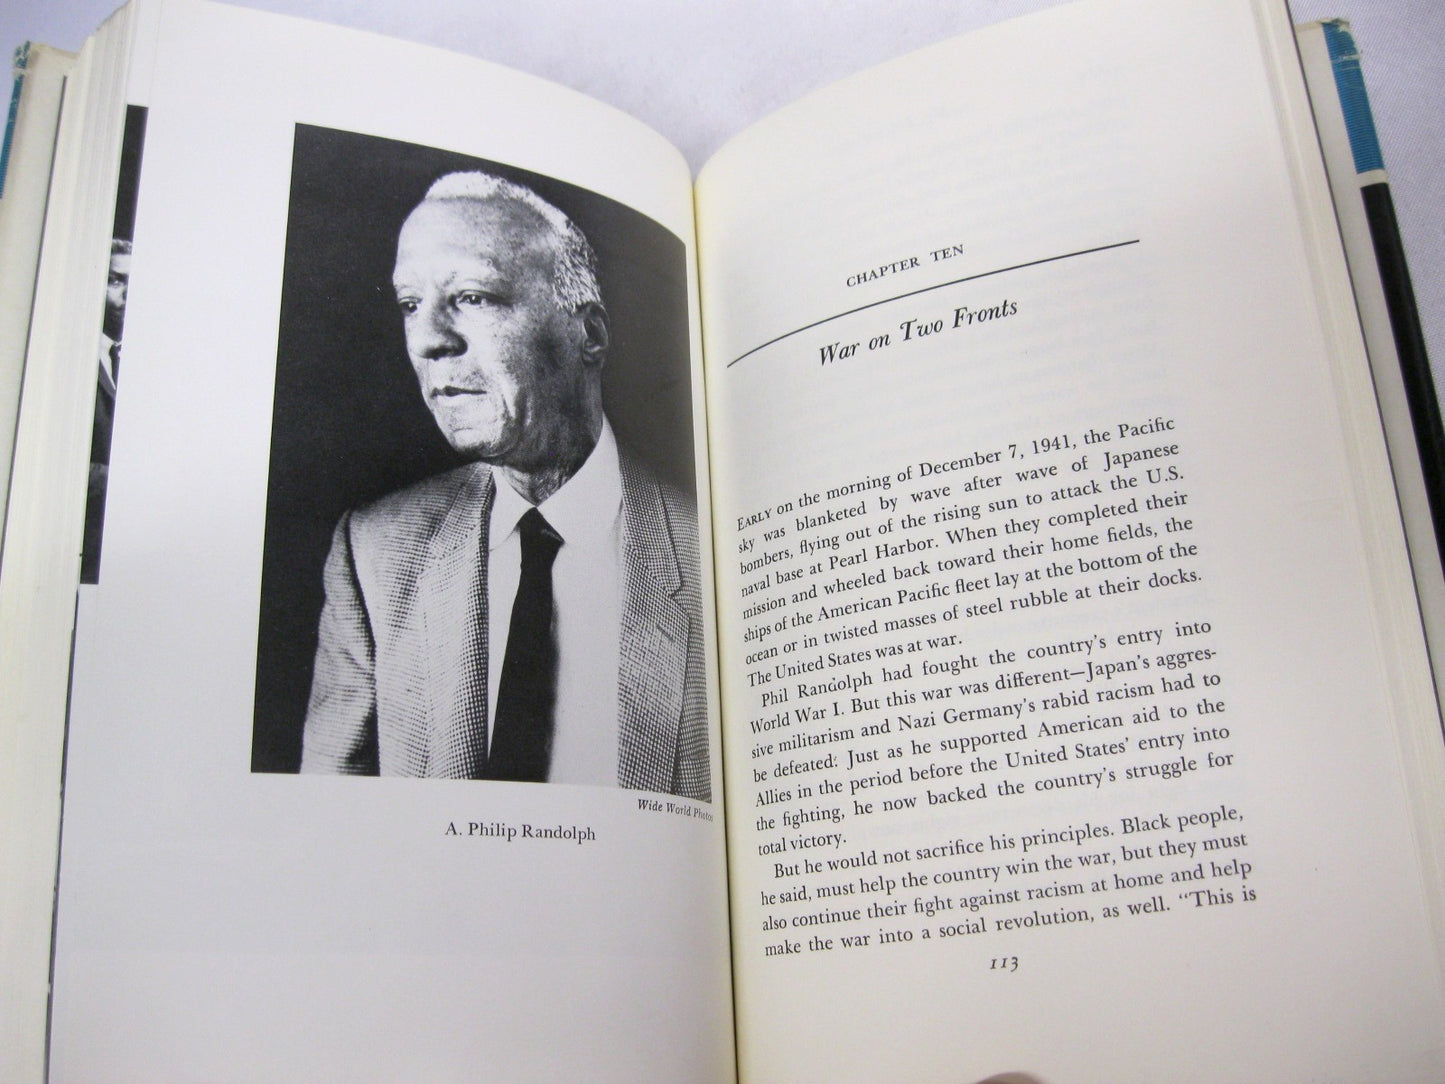 Wide World Photos
A. Philip Randolph
CHAPTER TEN
War on Two Fronts
EARLY on the morning of December 7, 1941, the Pacific
sky was blanketed by wave after wave of Japanese
bombers, flying out of the rising sun to attack the U.S.
naval base at Pearl Harbor. When they completed their
mission and wheeled back toward their home fields, the
ships of the American Pacific fleet lay at the bottom of the
ocean or in twisted masses of steel rubble at their docks.
The United States was at war.
Phil Randolph had fought the country's entry into
World War I. But this war was different—Japan's aggres-
sive militarism and Nazi Germany's rabid racism had to
be defeated. Just as he supported American aid to the
Allies in the period before the United States' entry into
the fighting, he now backed the country's struggle for
total victory.
But he would not sacrifice his principles. Black people,
he said, must help the country win the war, but they must
also continue their fight against racism at home and help
make the war into a social revolution, as well. "This is
113